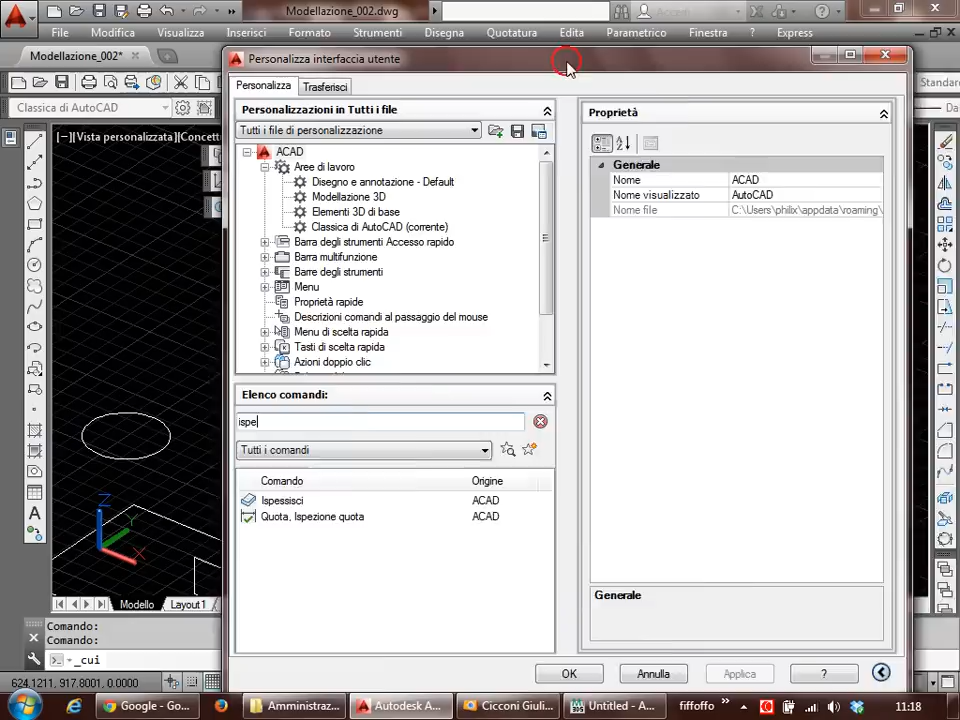 Modellazione_002.dwg
File Modifica Visualizza Inserisci Formato Strumenti Disegna Quotatura Edita Parametrico Finestra ? Express
Modellazione_002*
Personalizza interfaccia utente
Personalizza Trasferisci
Standard
Classica di AutoCAD
[−][Vista personalizzata][Concett
Personalizzazioni in Tutti i file
Tutti i file di personalizzazione
ACAD
Aree di lavoro
Disegno e annotazione - Default
Modellazione 3D
Elementi 3D di base
Classica di AutoCAD (corrente)
Barra degli strumenti Accesso rapido
Barra multifunzione
Barre degli strumenti
Menu
Proprietà rapide
Descrizioni comandi al passaggio del mouse
Menu di scelta rapida
Tasti di scelta rapida
Azioni doppio clic
Proprietà
Generale
Nome ACAD
Nome visualizzato AutoCAD
Nome file C:\Users\philix\appdata\roaming\
Elenco comandi:
ispe
Tutti i comandi
Comando Origine
Ispessisci ACAD
Quota, Ispezione quota ACAD
Generale
OK Annulla Applica ?
Z Y X
Modello Layout1
Comando:
Comando:
_cui
624.1211, 917.8001, 0.0000
Google - Go... Amministraz... Autodesk A... Cicconi Giuli... Untitled - A... fiffoffo » 11:18